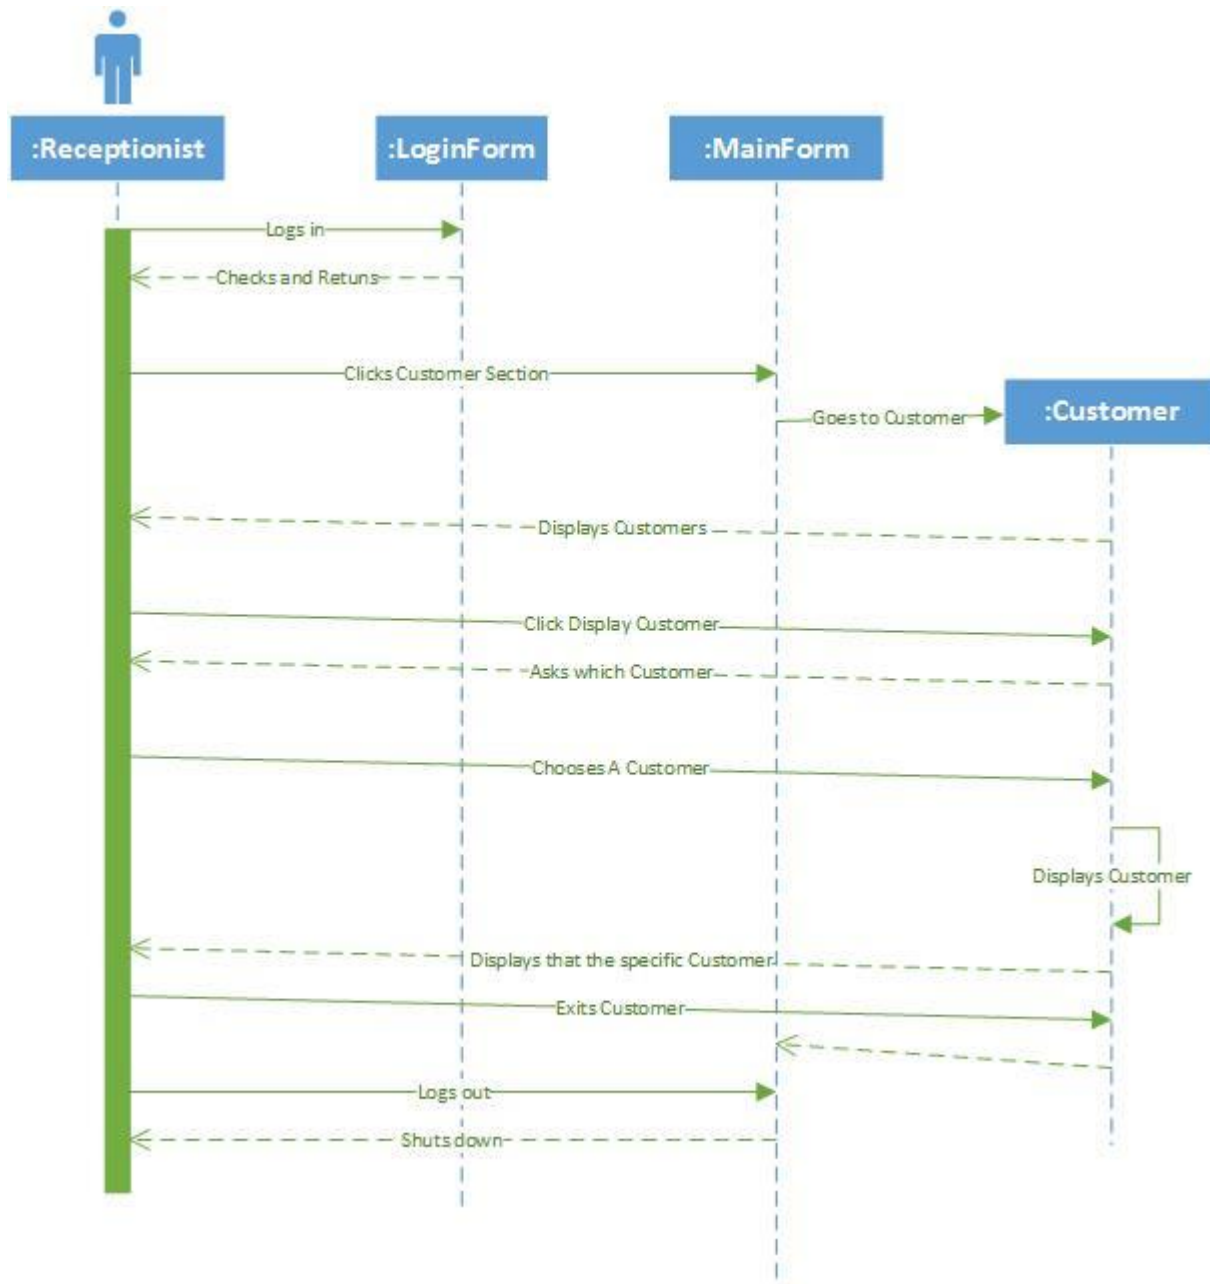 :Receptionist
:LoginForm
:MainForm
Logs in
Checks and Retuns
Clicks Customer Section
:Customer
Goes to Customer
Displays Customers
Click Display Customer
Asks which Customer
Chooses A Customer
Displays Customer
Displays that the specific Customer
Exits Customer
Logs out
Shuts down